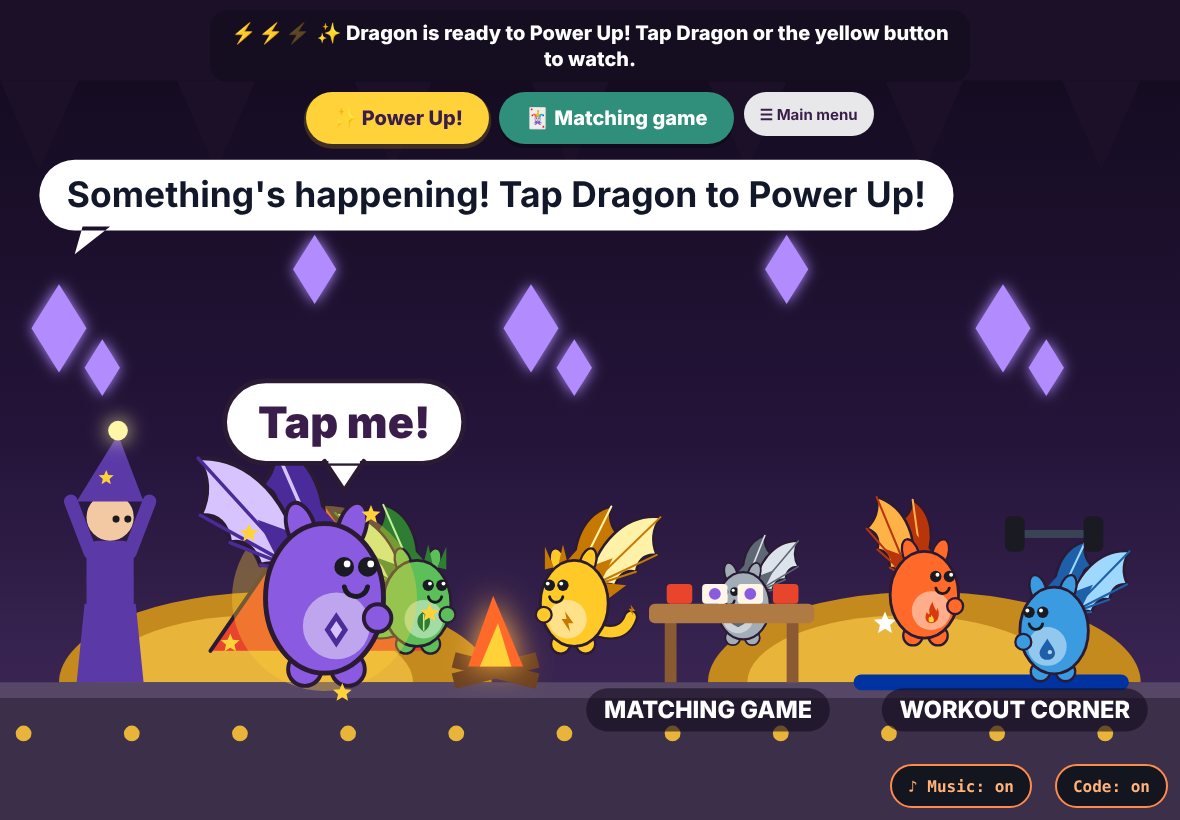 ⚡⚡⚡ ✨ Dragon is ready to Power Up! Tap Dragon or the yellow button
to watch.
✨ Power Up!
🃏 Matching game
☰ Main menu
Something's happening! Tap Dragon to Power Up!
Tap me!
MATCHING GAME
WORKOUT CORNER
♪ Music: on
Code: on